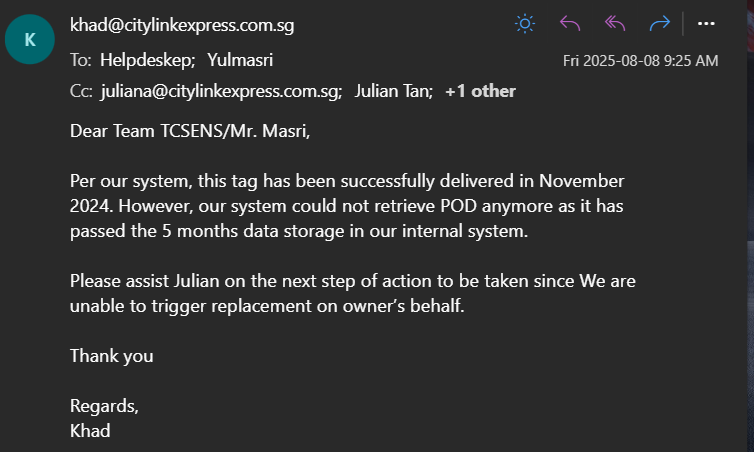 khad@citylinkexpress.com.sg
K
To: Helpdeskep; Yulmasri
Fri 2025-08-08 9:25 AM
Cc: juliana@citylinkexpress.com.sg; Julian Tan; +1 other
Dear Team TCSENS/Mr. Masri,
Per our system, this tag has been successfully delivered in November
2024. However, our system could not retrieve POD anymore as it has
passed the 5 months data storage in our internal system.
Please assist Julian on the next step of action to be taken since We are
unable to trigger replacement on owner’s behalf.
Thank you
Regards,
Khad